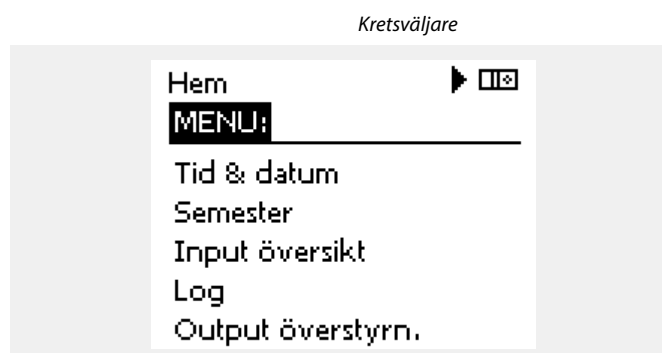 Kretsväljare
Hem
MENU:
Tid & datum
Semester
Input översikt
Log
Output överstyrn.